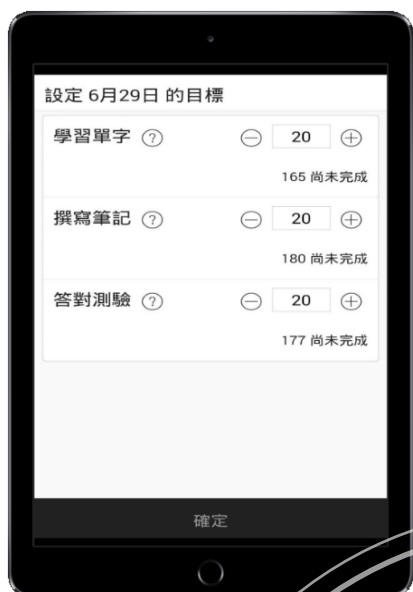 設定 6月29日 的目標
學習單字 ? − 20 +
165 尚未完成
撰寫筆記 ? − 20 +
180 尚未完成
答對測驗 ? − 20 +
177 尚未完成
確定